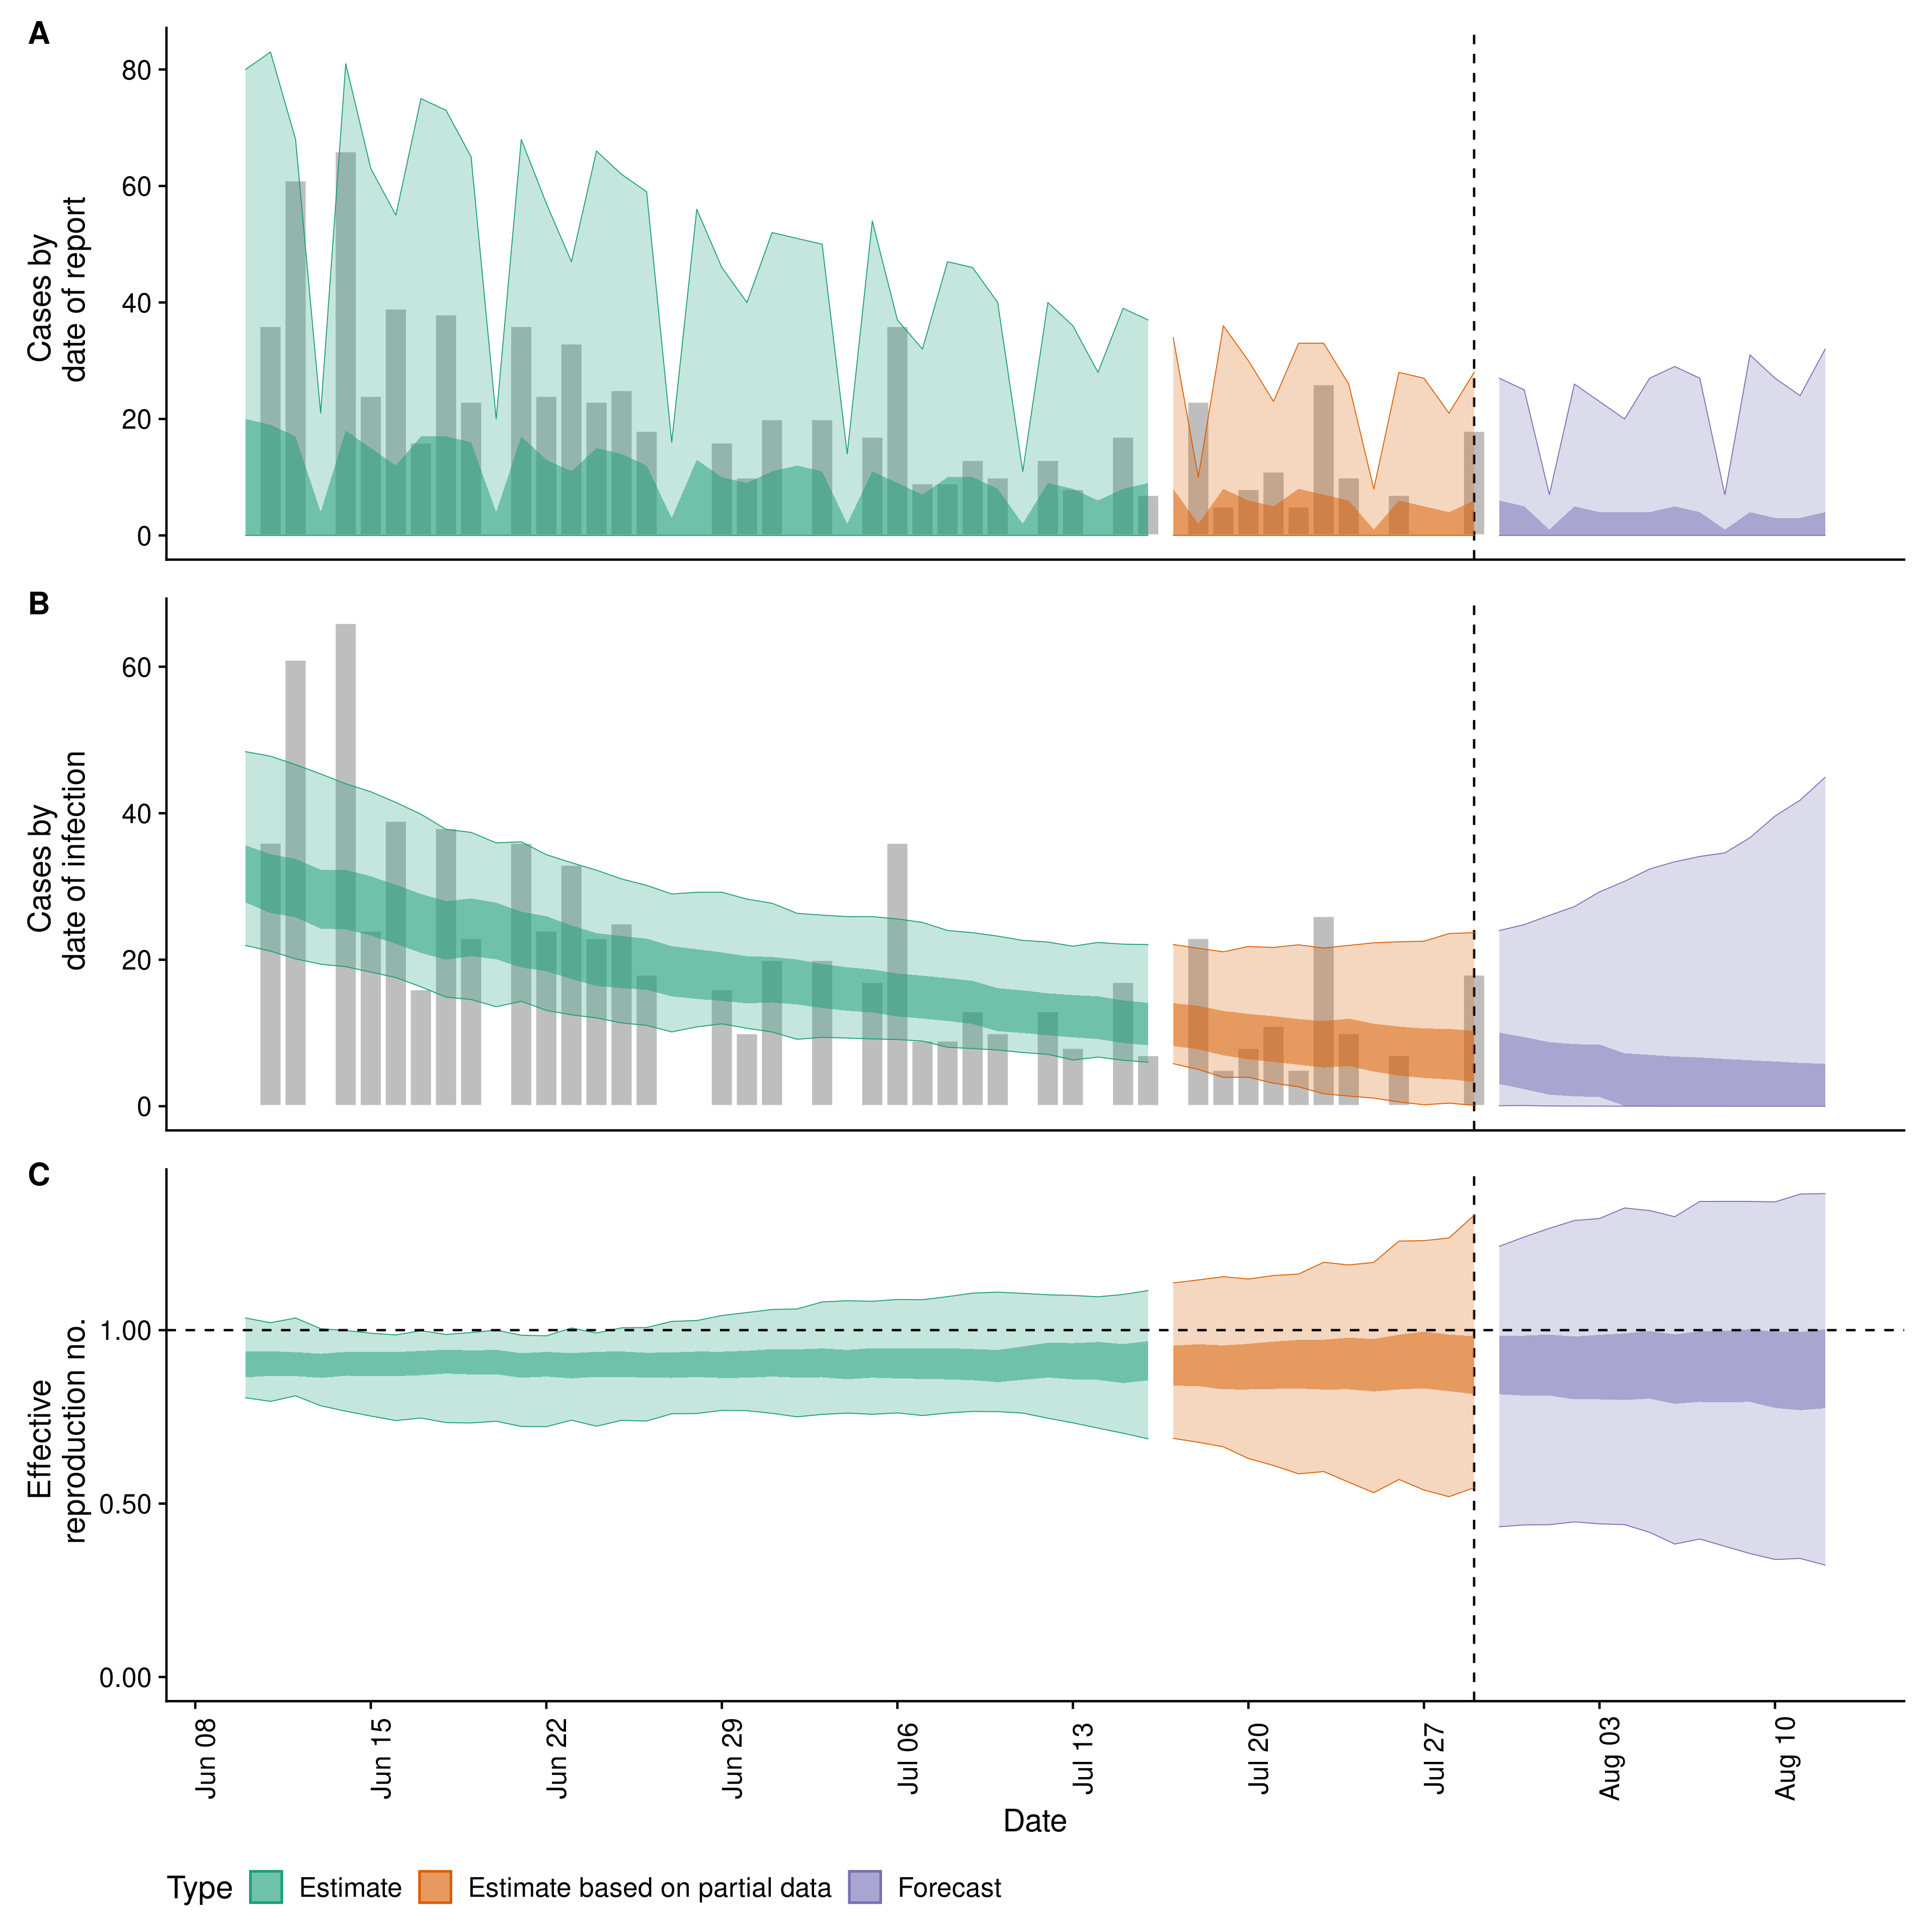 A
Cases by
date of report
80
60
40
20
0
B
Cases by
date of infection
60
40
20
0
C
Effective
reproduction no.
1.00
0.50
0.00
Jun 08
Jun 15
Jun 22
Jun 29
Jul 06
Jul 13
Jul 20
Jul 27
Aug 03
Aug 10
Date
Type Estimate Estimate based on partial data Forecast